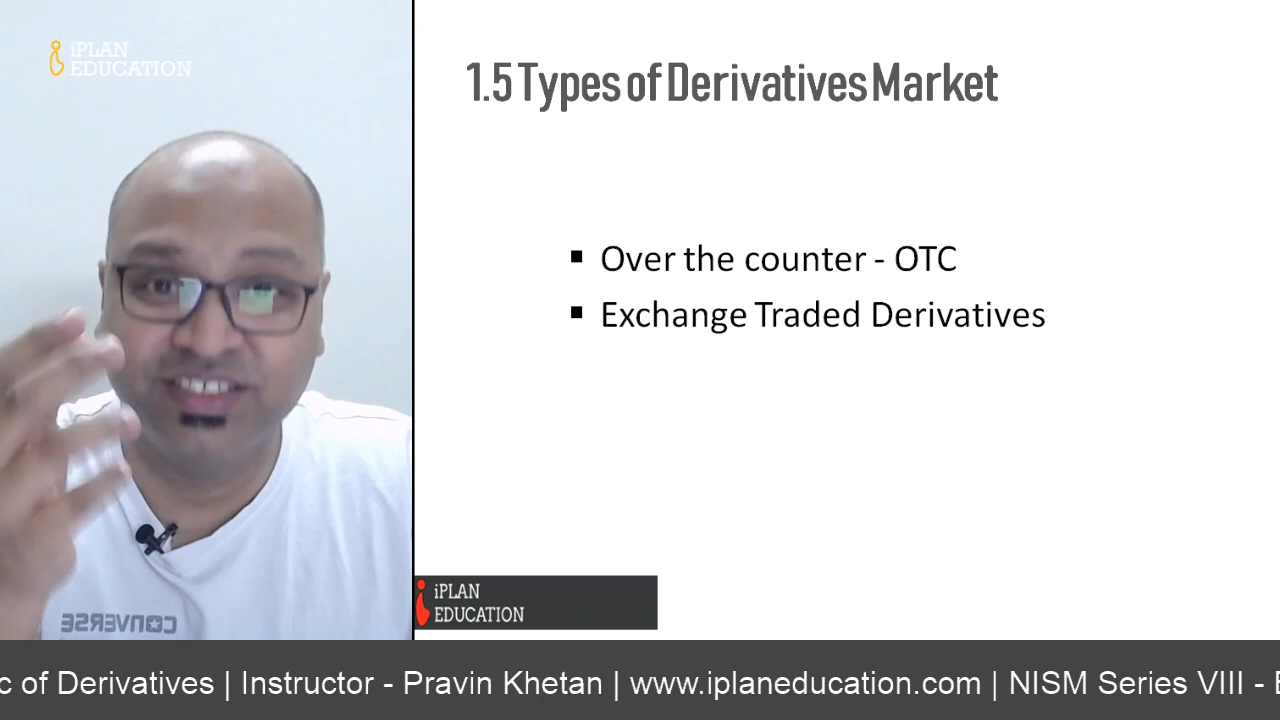 iPLAN
EDUCATION
1.5 Types of Derivatives Market
▪ Over the counter - OTC
▪ Exchange Traded Derivatives
CONVERSE
iPLAN
EDUCATION
c of Derivatives | Instructor - Pravin Khetan | www.iplaneducation.com | NISM Series VIII - E